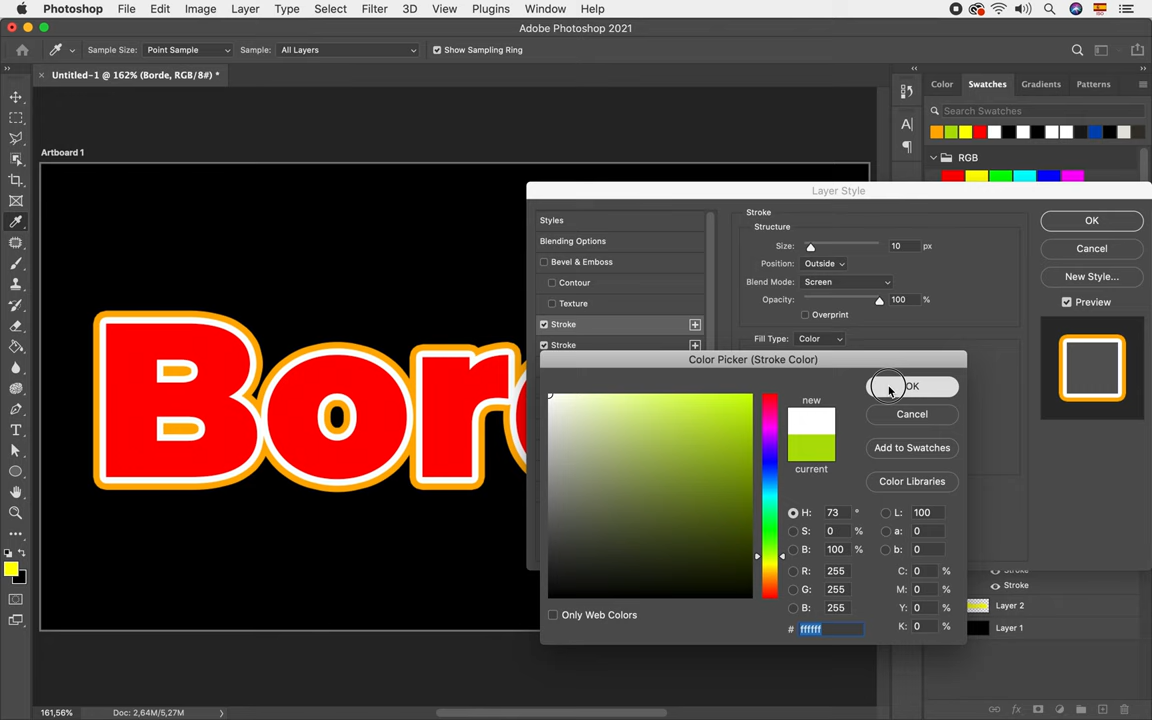 Photoshop File Edit Image Layer Type Select Filter 3D View Plugins Window Help
Adobe Photoshop 2021
Sample Size: Point Sample Sample: All Layers Show Sampling Ring
Untitled-1 @ 162% (Borde, RGB/8#) *
Color Swatches Gradients Patterns
Search Swatches
RGB
Artboard 1
Layer Style
Styles
Blending Options
Bevel & Emboss
Contour
Texture
Stroke
Stroke
Stroke
Structure
Size: 10 px
Position: Outside
Blend Mode: Screen
Opacity: 100 %
Overprint
Fill Type: Color
OK
Cancel
New Style...
Preview
Bor
Color Picker (Stroke Color)
new
current
OK
Cancel
Add to Swatches
Color Libraries
H: 73 °
S: 0 %
B: 100 %
R: 255
G: 255
B: 255
# ffffff
L: 100
a: 0
b: 0
C: 0 %
M: 0 %
Y: 0 %
K: 0 %
Only Web Colors
Stroke
Layer 2
Layer 1
161,56% Doc: 2,64M/5,27M